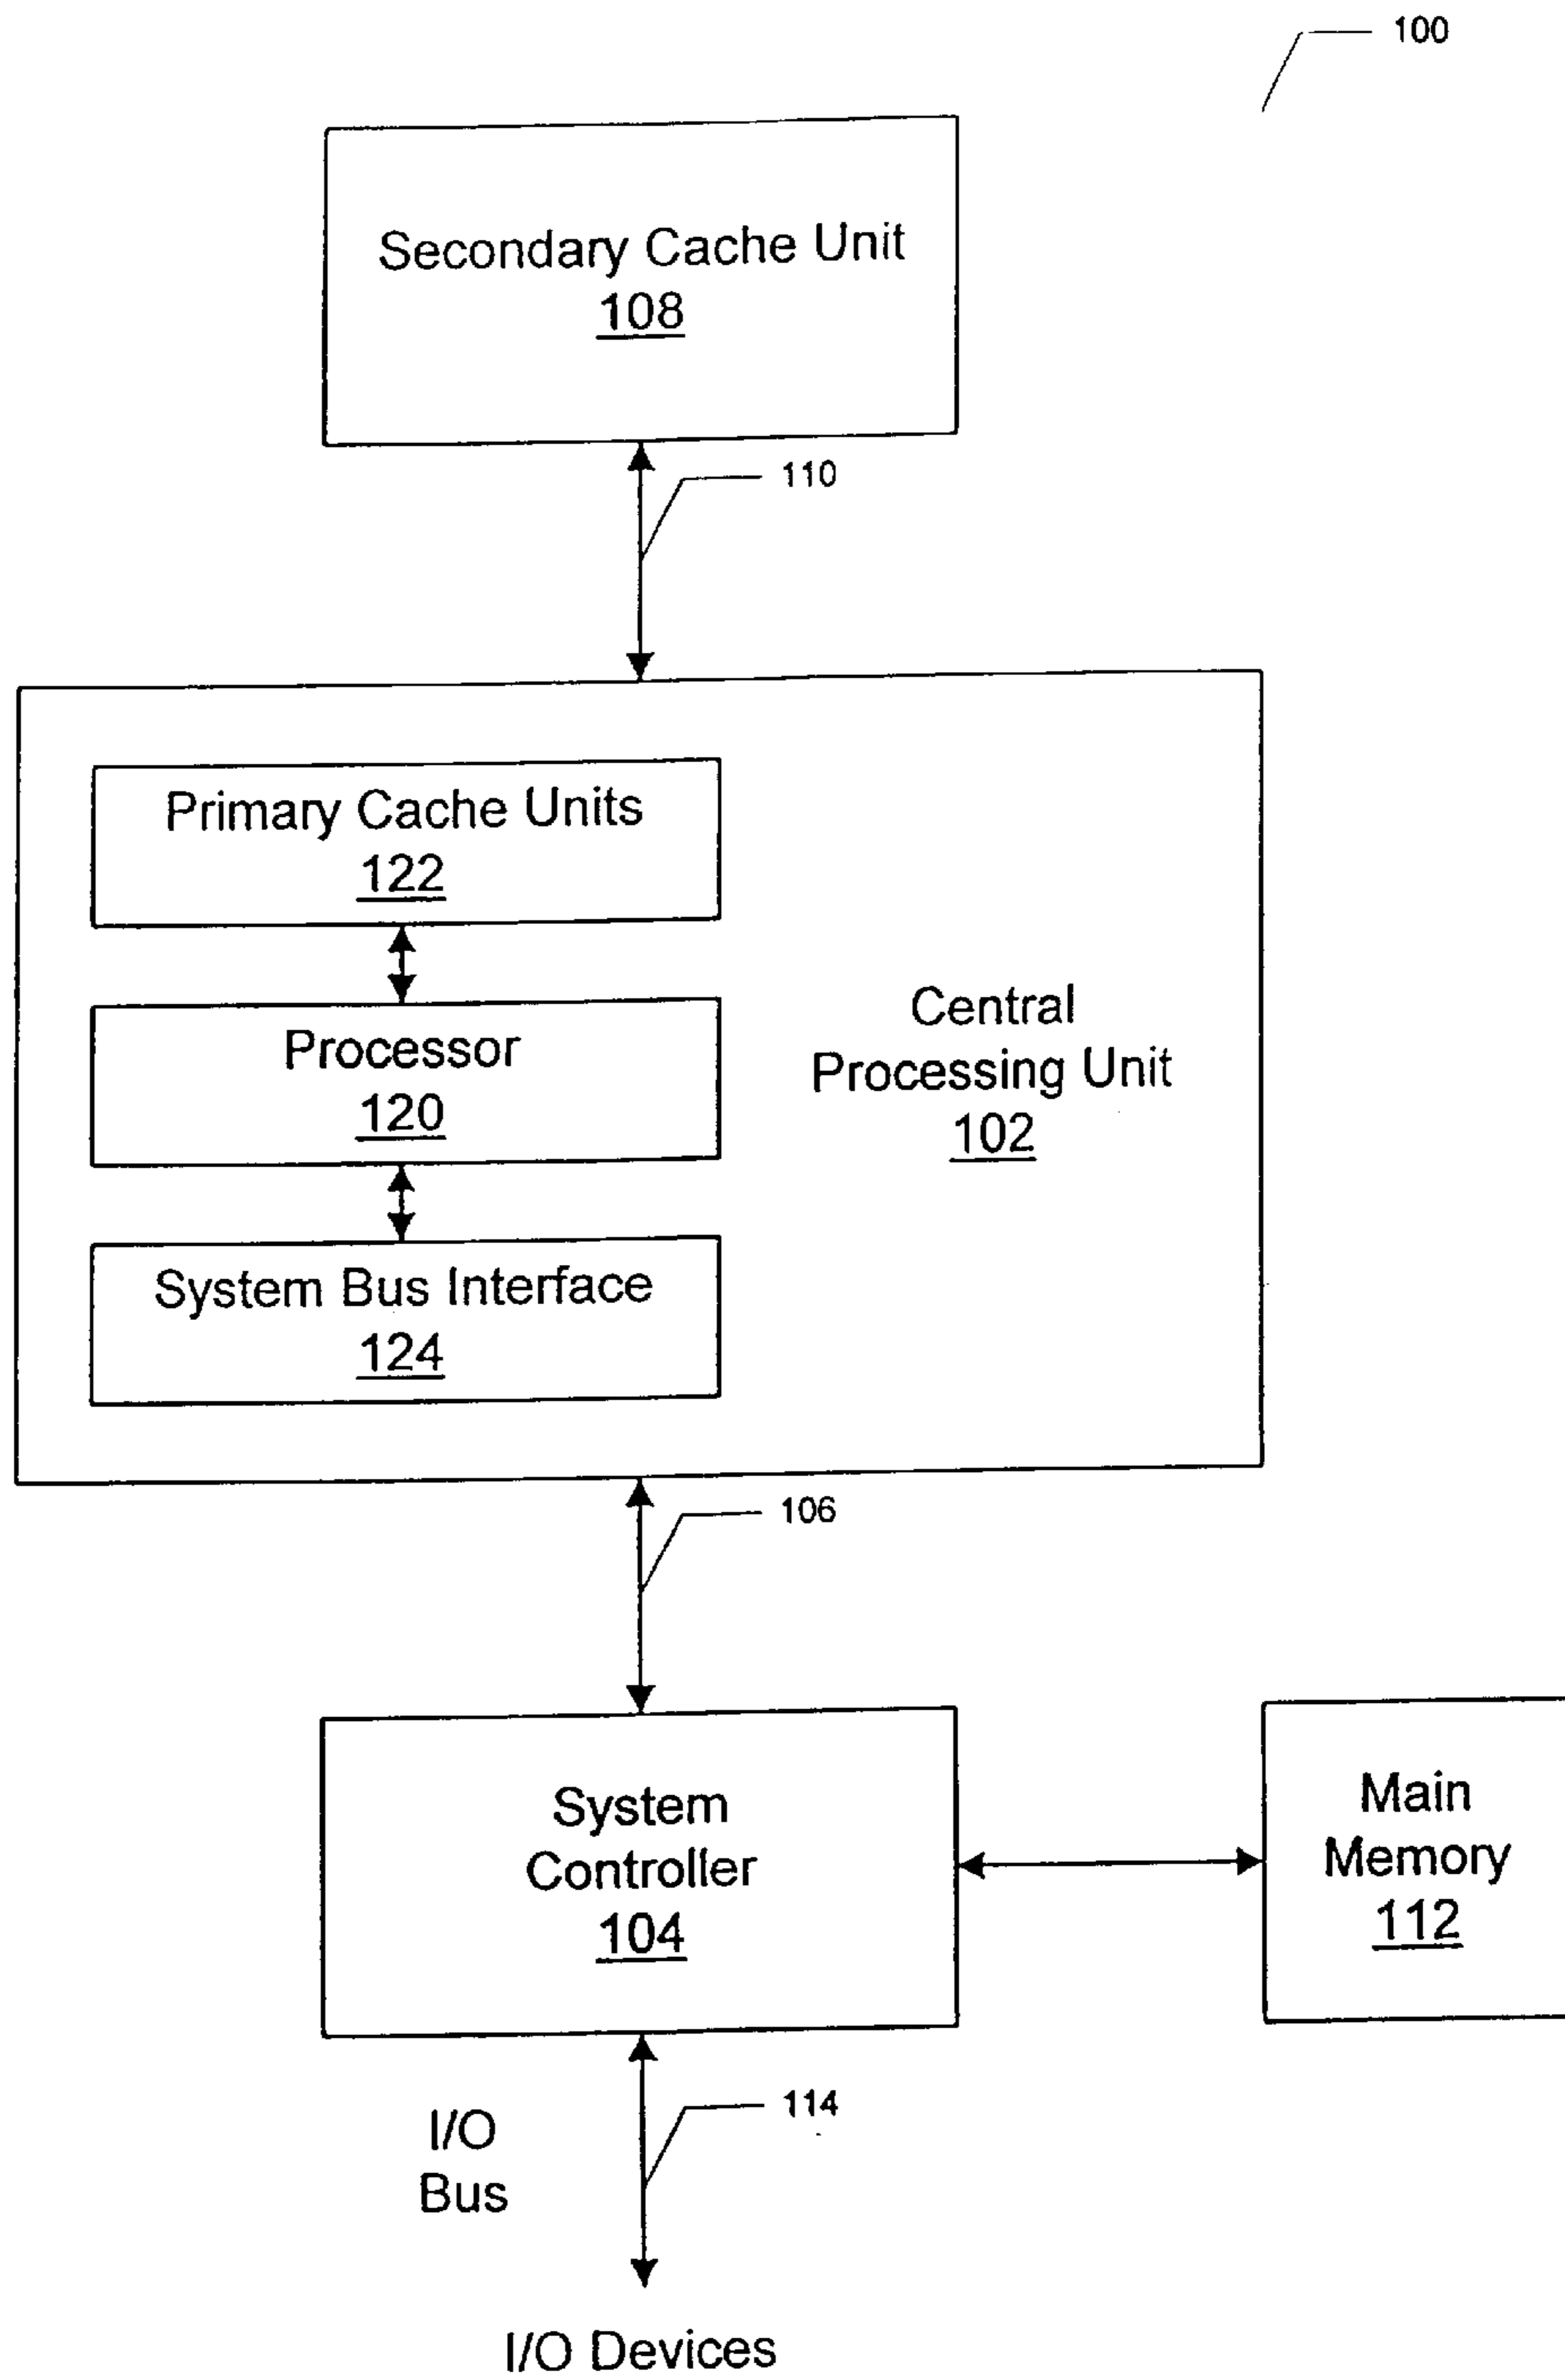 100
Secondary Cache Unit
108
110
Primary Cache Units
122
Processor
120
System Bus Interface
124
Central
Processing Unit
102
106
System
Controller
104
Main
Memory
112
I/O
Bus
114
I/O Devices